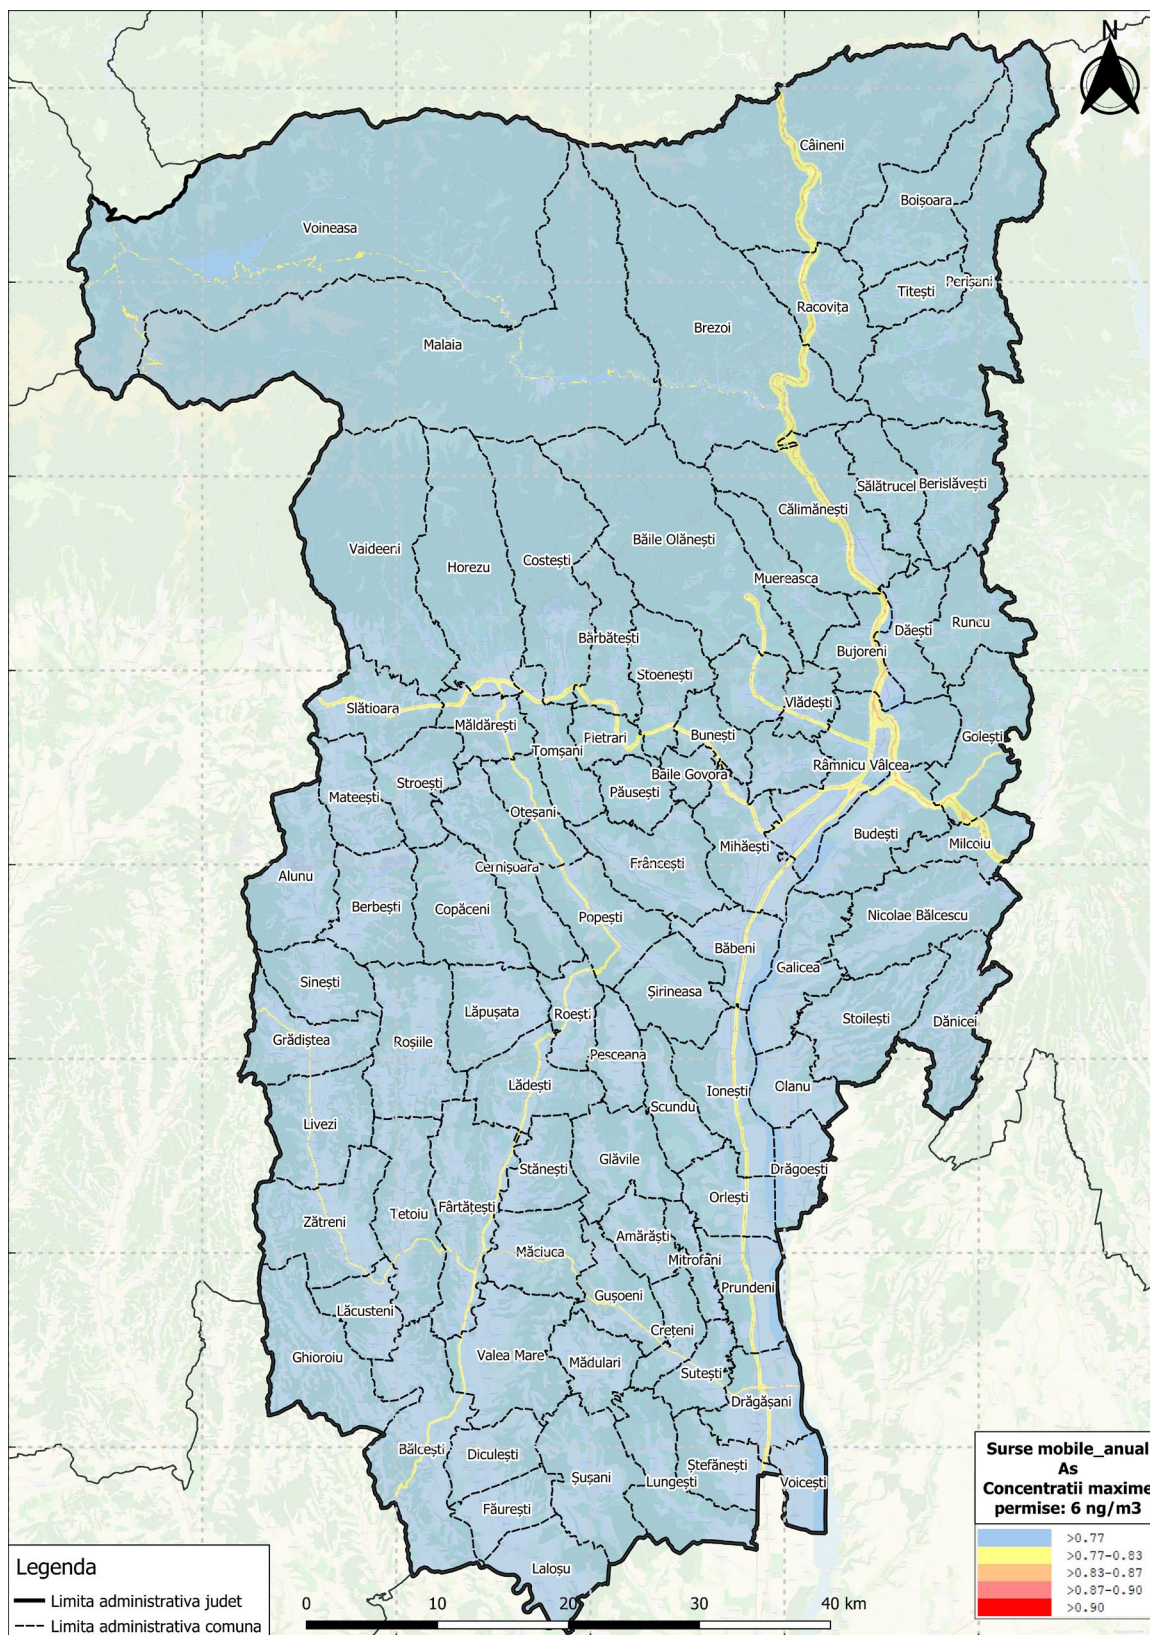 N
Câineni
Boișoara
Voineasa
Perișani
Titești
Racovița
Brezoi
Malaia
Sălătrucel
Berislăvești
Călimănești
Băile Olănești
Vaideeni
Costești
Horezu
Muereasca
Runcu
Dăești
Bărbătești
Bujoreni
Stoenești
Vlădești
Slătioara
Măldărești
Bunești
Golești
Pietrari
Tomșani
Râmnicu Vâlcea
Băile Govora
Stroești
Păusești
Mateești
Oteșani
Budești
Milcoiu
Mihăești
Frâncești
Cernișoara
Alunu
Berbești
Copăceni
Nicolae Bălcescu
Popești
Băbeni
Galicea
Sinești
Șirineasa
Lăpușata
Roești
Stoilești
Dănicei
Grădiștea
Roșiile
Pesceana
Lădești
Olanu
Ionești
Scundu
Livezi
Glăvile
Stănești
Drăgoești
Orlești
Fârtățești
Tetoiu
Zătreni
Amărăști
Măciuca
Mitrofani
Prundeni
Gușoeni
Lăcusteni
Crețeni
Ghioroiu
Valea Mare
Mădulari
Sutești
Drăgășani
Bălcești
Diculești
Ștefănești
Șușani
Lungești
Voicești
Făurești
Laloșu
Surse mobile_anual
As
Concentratii maxime
permise: 6 ng/m3
>0.77
>0.77-0.83
>0.83-0.87
>0.87-0.90
>0.90
Legenda
Limita administrativa judet
Limita administrativa comuna
0 10 20 30 40 km